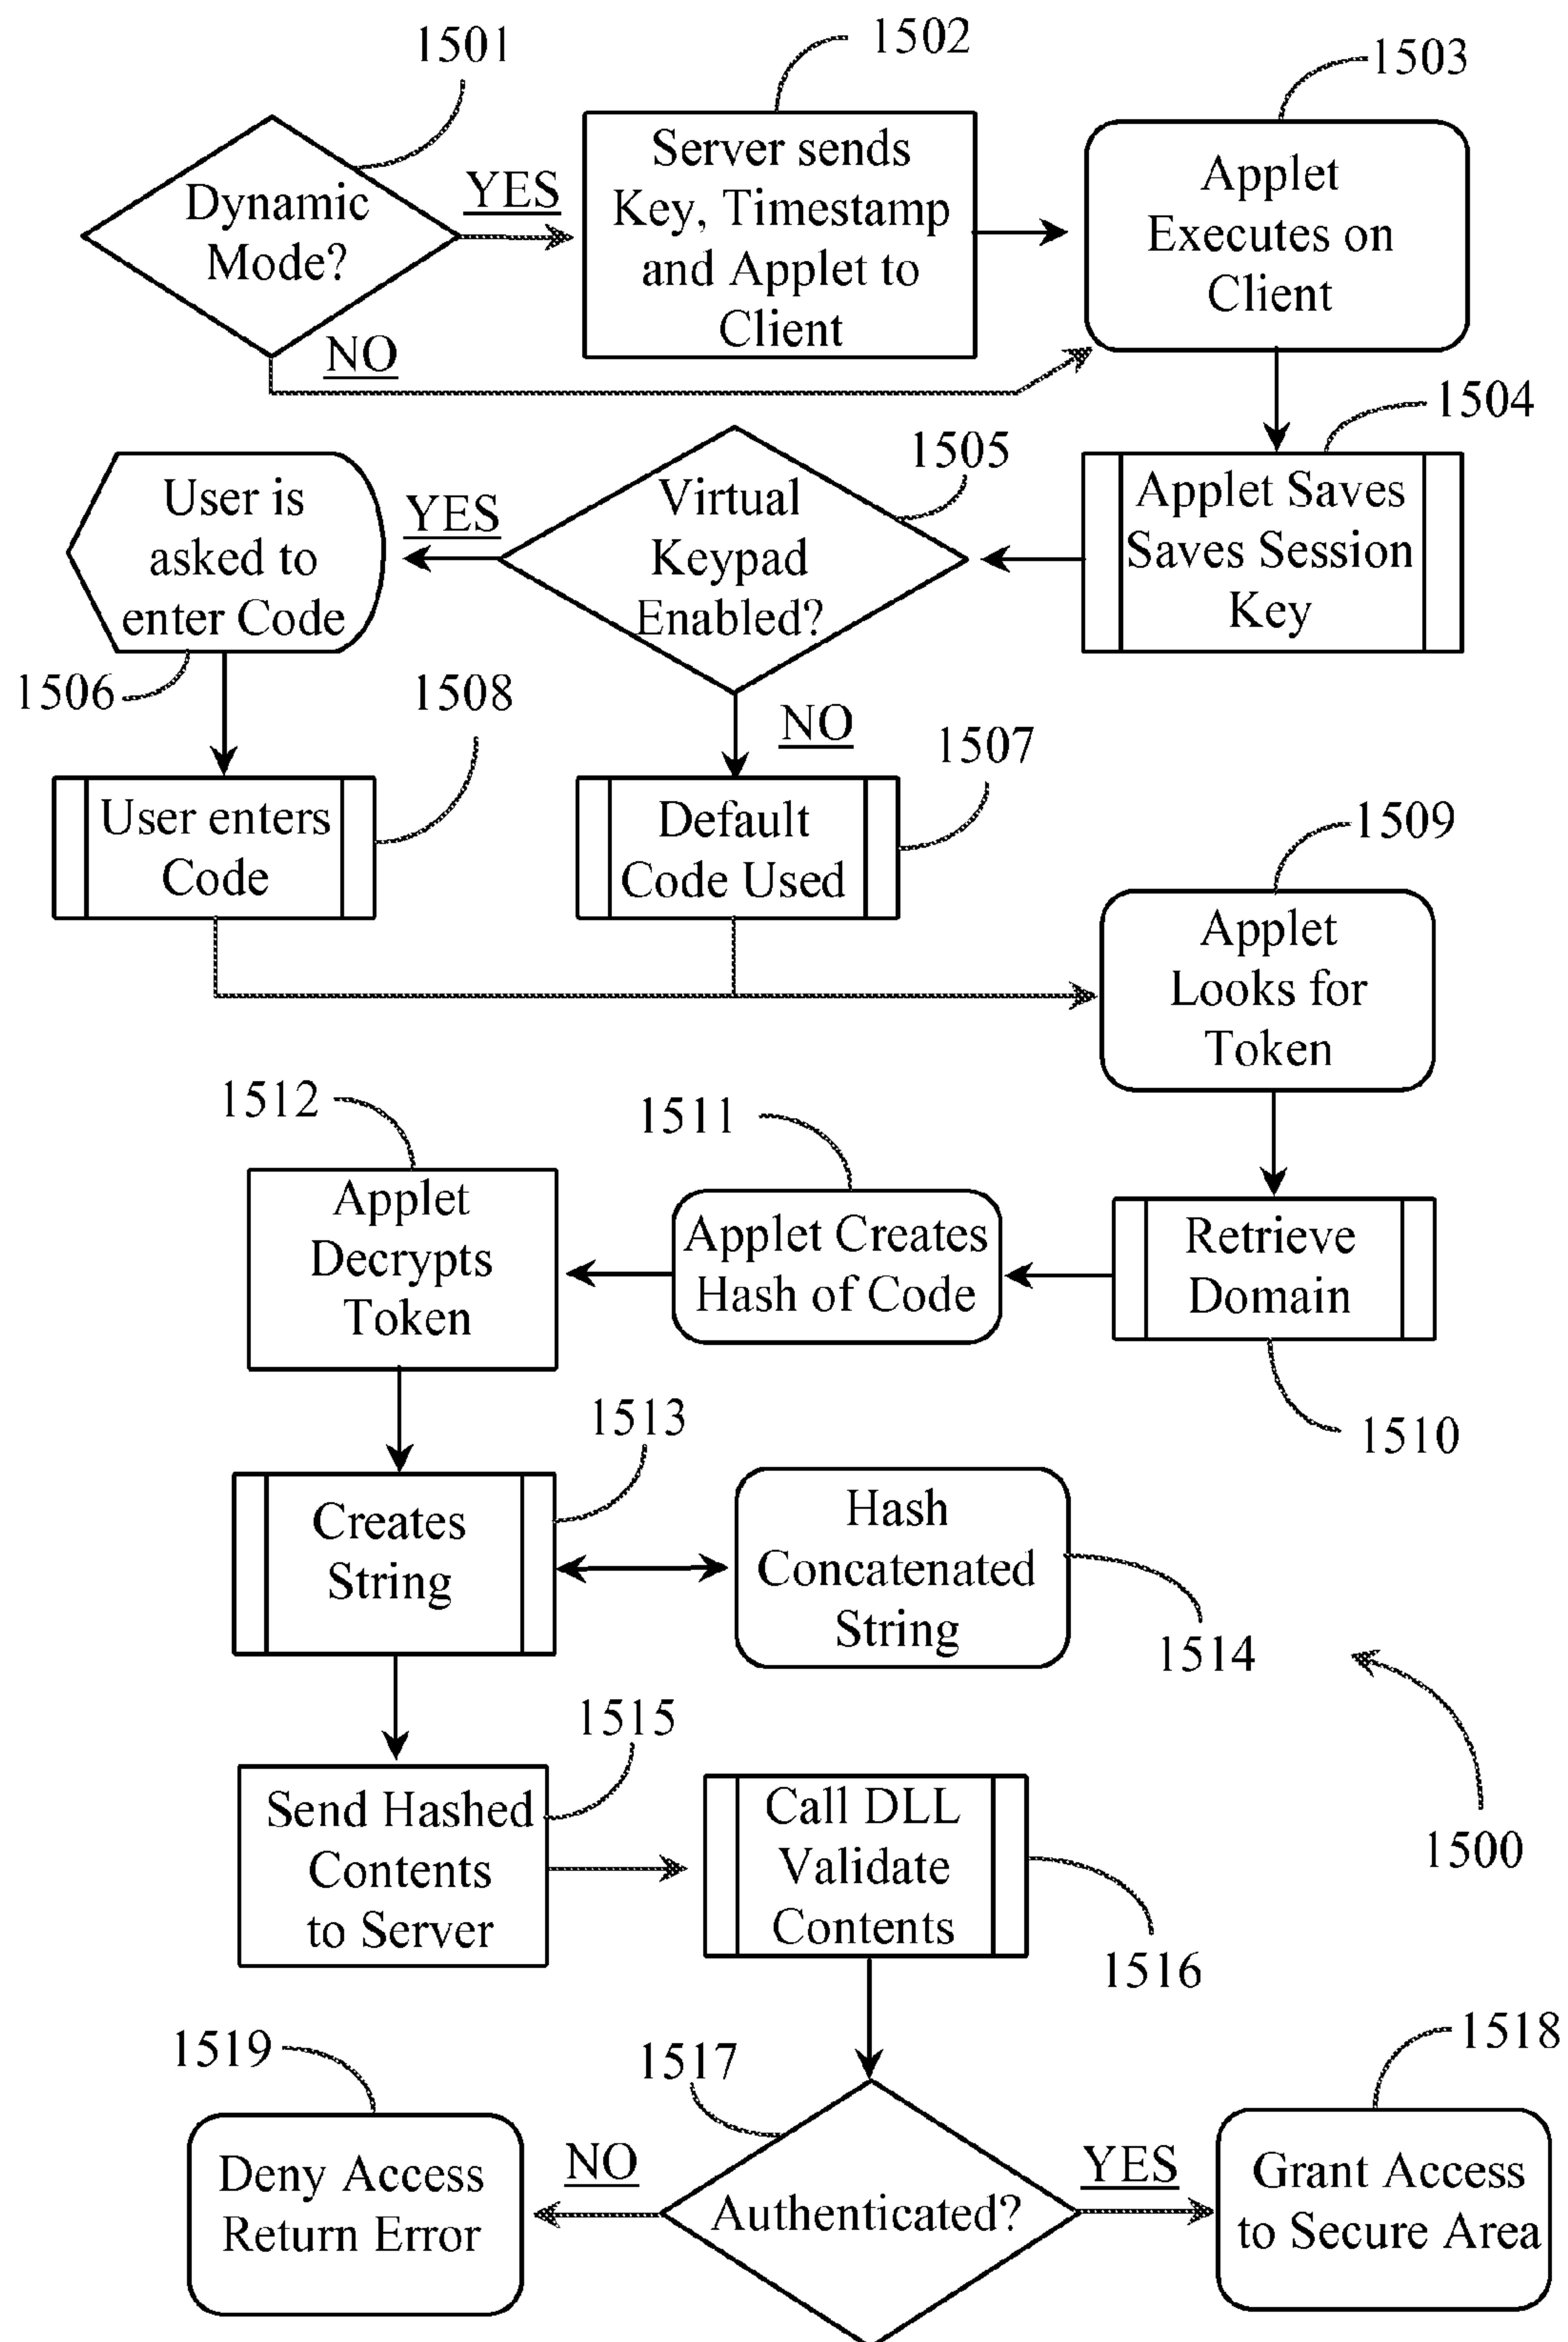 1501
1502
1503
Dynamic
Mode?
YES
NO
Server sends
Key, Timestamp
and Applet to
Client
Applet
Executes on
Client
1504
1505
User is
asked to
enter Code
YES
Virtual
Keypad
Enabled?
Applet Saves
Saves Session
Key
1506
1508
NO
1507
User enters
Code
Default
Code Used
1509
Applet
Looks for
Token
1512
1511
Applet
Decrypts
Token
Applet Creates
Hash of Code
Retrieve
Domain
1510
1513
Creates
String
Hash
Concatenated
String
1514
1515
Send Hashed
Contents
to Server
Call DLL
Validate
Contents
1500
1516
1519
1517
1518
Deny Access
Return Error
NO
Authenticated?
YES
Grant Access
to Secure Area